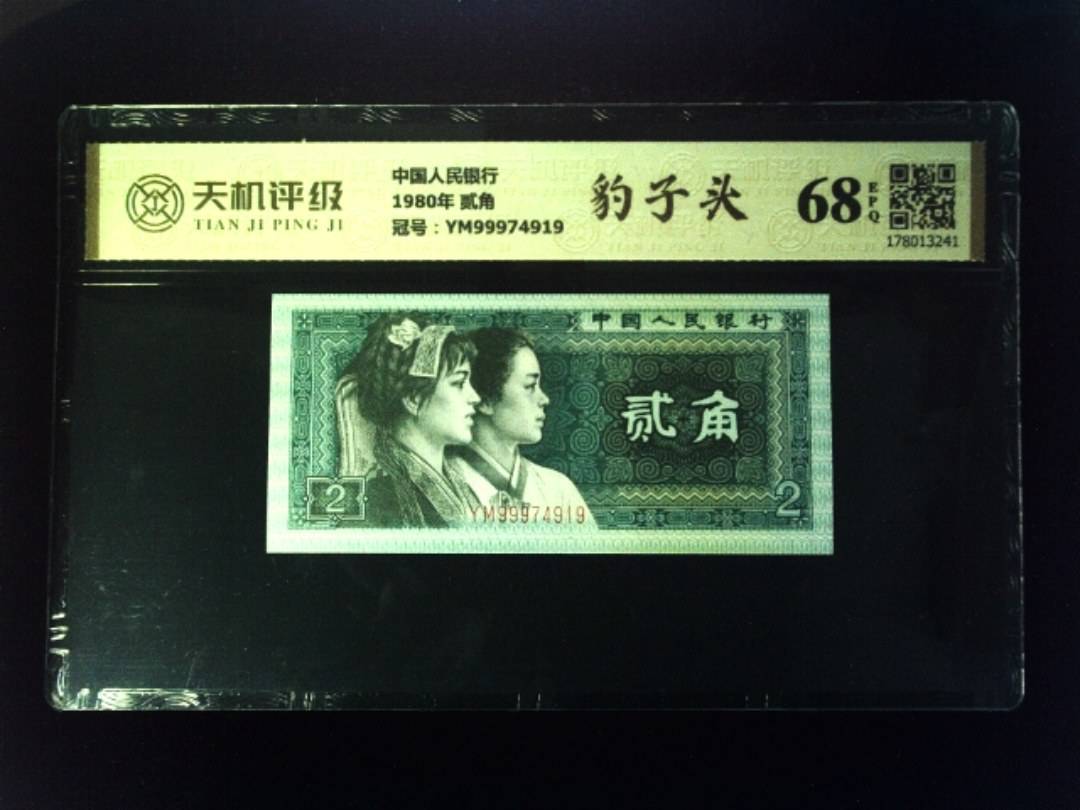 天机评级
TIAN JI PING JI
中国人民银行
1980年 贰角
冠号：YM99974919
豹子头
68
EPQ
178013241
中国人民银行
贰角
2
YM99974919
2